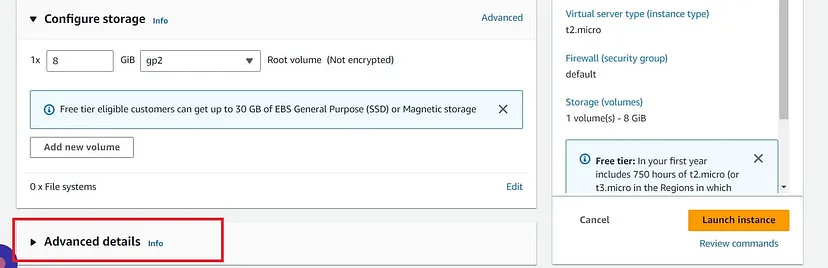 Configure storage Info Advanced
1x 8 GiB gp2 Root volume (Not encrypted)
Free tier eligible customers can get up to 30 GB of EBS General Purpose (SSD) or Magnetic storage
Add new volume
0 x File systems Edit
Advanced details Info
Virtual server type (instance type)
t2.micro
Firewall (security group)
default
Storage (volumes)
1 volume(s) - 8 GiB
Free tier: In your first year
includes 750 hours of t2.micro (or
t3.micro in the Regions in which
Cancel Launch instance
Review commands